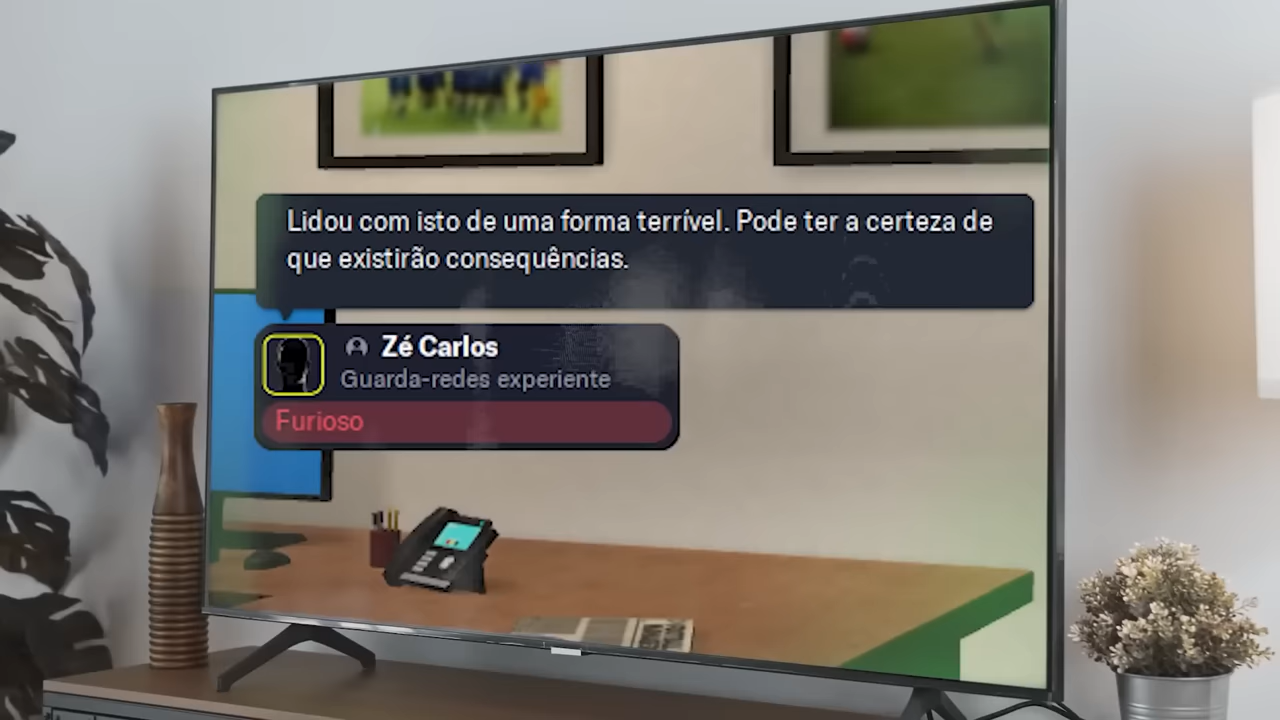 Lidou com isto de uma forma terrível. Pode ter a certeza de
que existirão consequências.
Zé Carlos
Guarda-redes experiente
Furioso